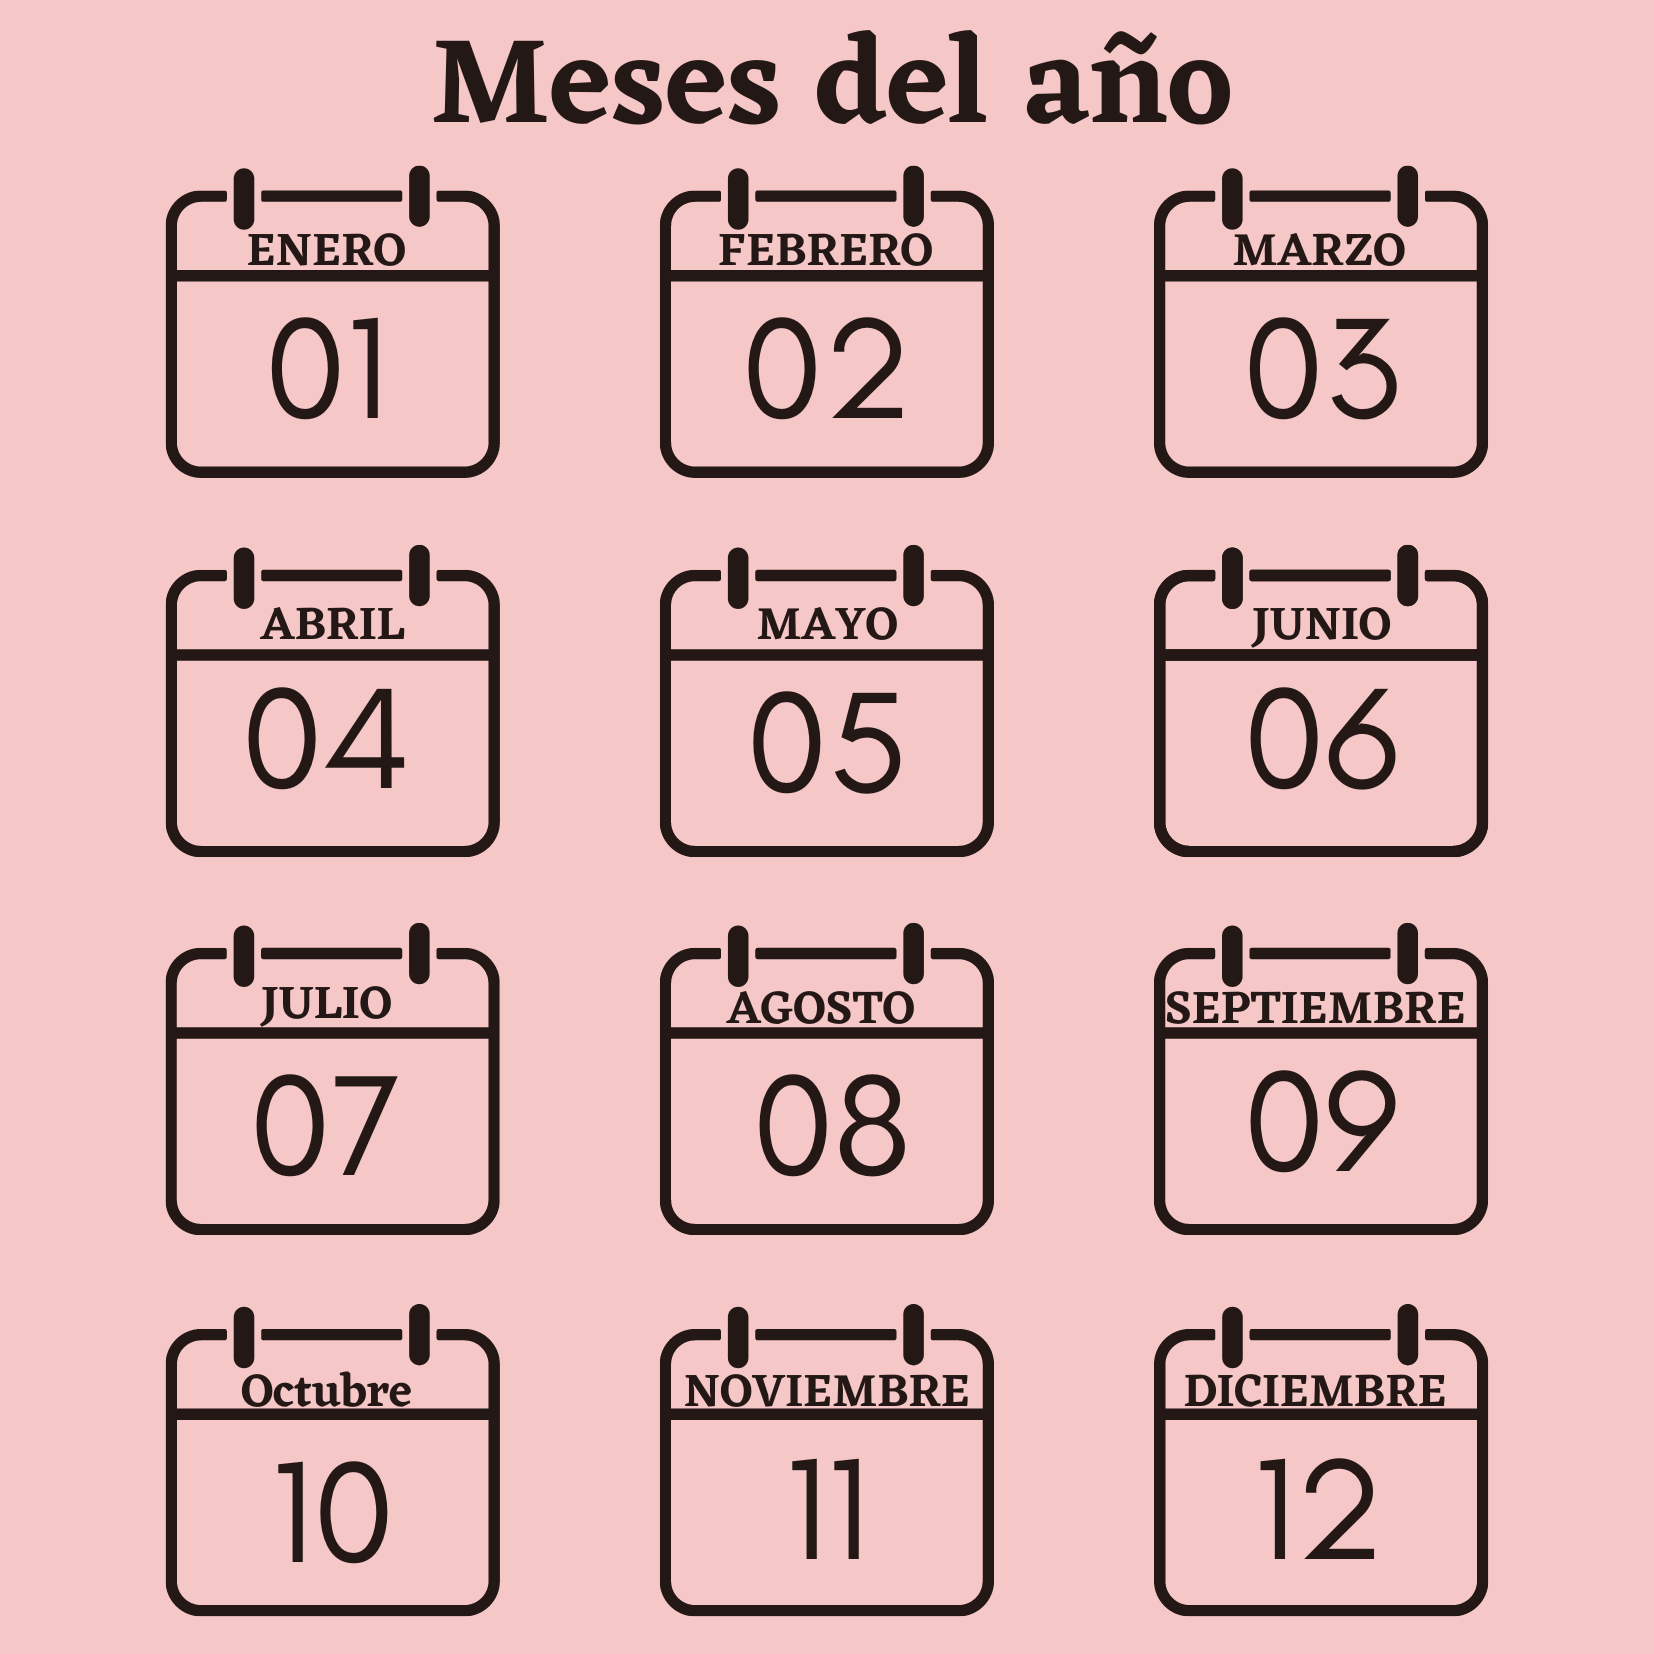 Meses del año
ENERO
01
FEBRERO
02
MARZO
03
ABRIL
04
MAYO
05
JUNIO
06
JULIO
07
AGOSTO
08
SEPTIEMBRE
09
Octubre
10
NOVIEMBRE
11
DICIEMBRE
12